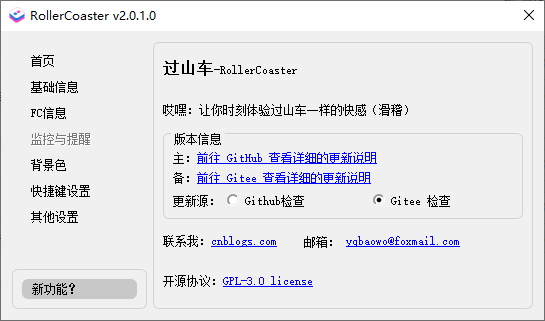 RollerCoaster v2.0.1.0
首页
基础信息
FC信息
监控与提醒
背景色
快捷键设置
其他设置
新功能?
过山车-RollerCoaster
哎嘿：让你时刻体验过山车一样的快感（滑稽）
版本信息
主：前往 GitHub 查看详细的更新说明
备：前往 Gitee 查看详细的更新说明
更新源： Github检查 Gitee 检查
联系我：cnblogs.com 邮箱： yqbaowo@foxmail.com
开源协议：GPL-3.0 license